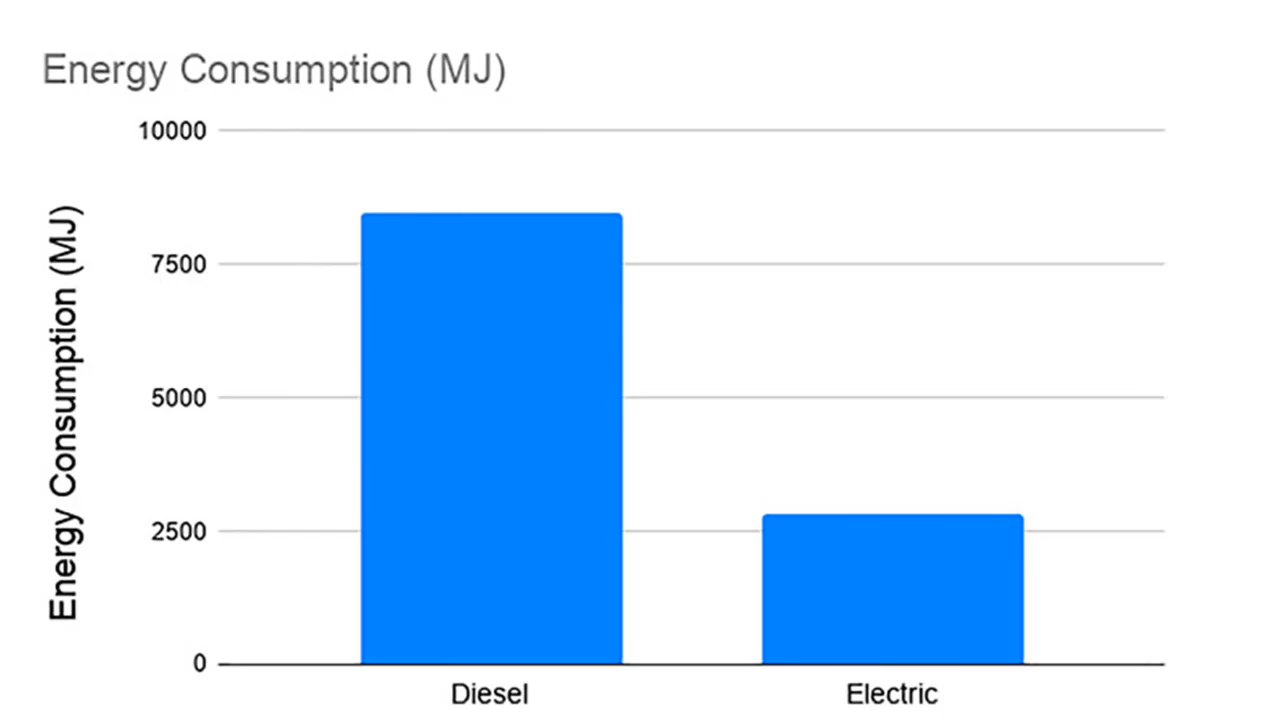 Energy Consumption (MJ)
Energy Consumption (MJ)
10000
7500
5000
2500
0
Diesel
Electric